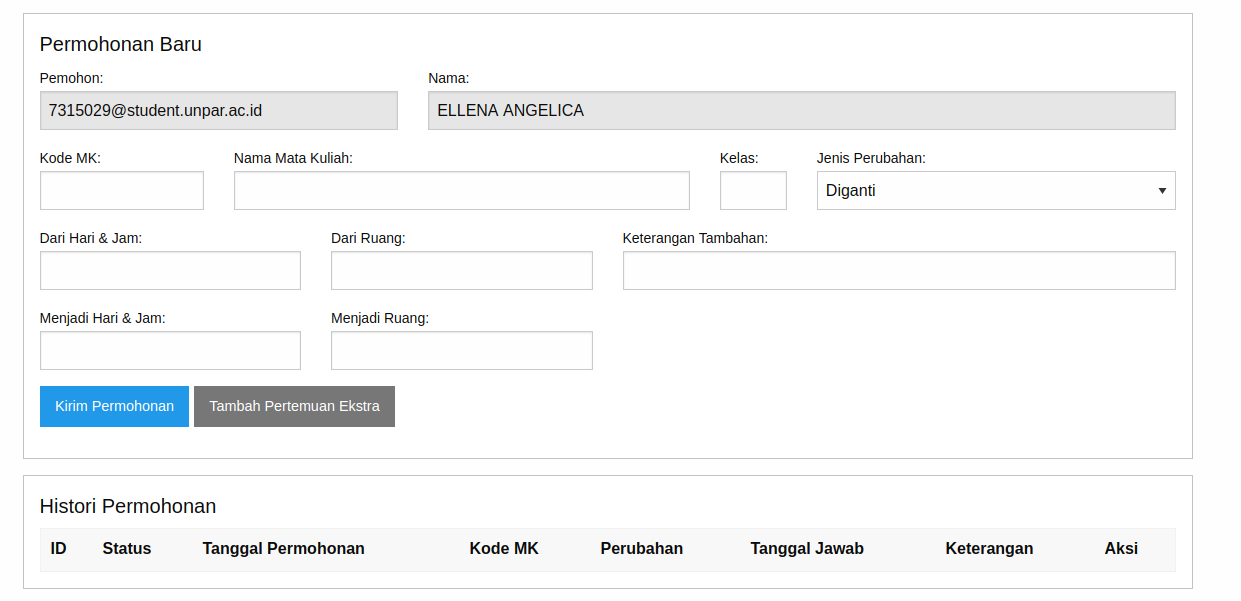 Permohonan Baru
Pemohon: Nama:
7315029@student.unpar.ac.id ELLENA ANGELICA
Kode MK: Nama Mata Kuliah: Kelas: Jenis Perubahan:
Diganti
Dari Hari & Jam: Dari Ruang: Keterangan Tambahan:
Menjadi Hari & Jam: Menjadi Ruang:
Kirim Permohonan Tambah Pertemuan Ekstra
Histori Permohonan
ID Status Tanggal Permohonan Kode MK Perubahan Tanggal Jawab Keterangan Aksi